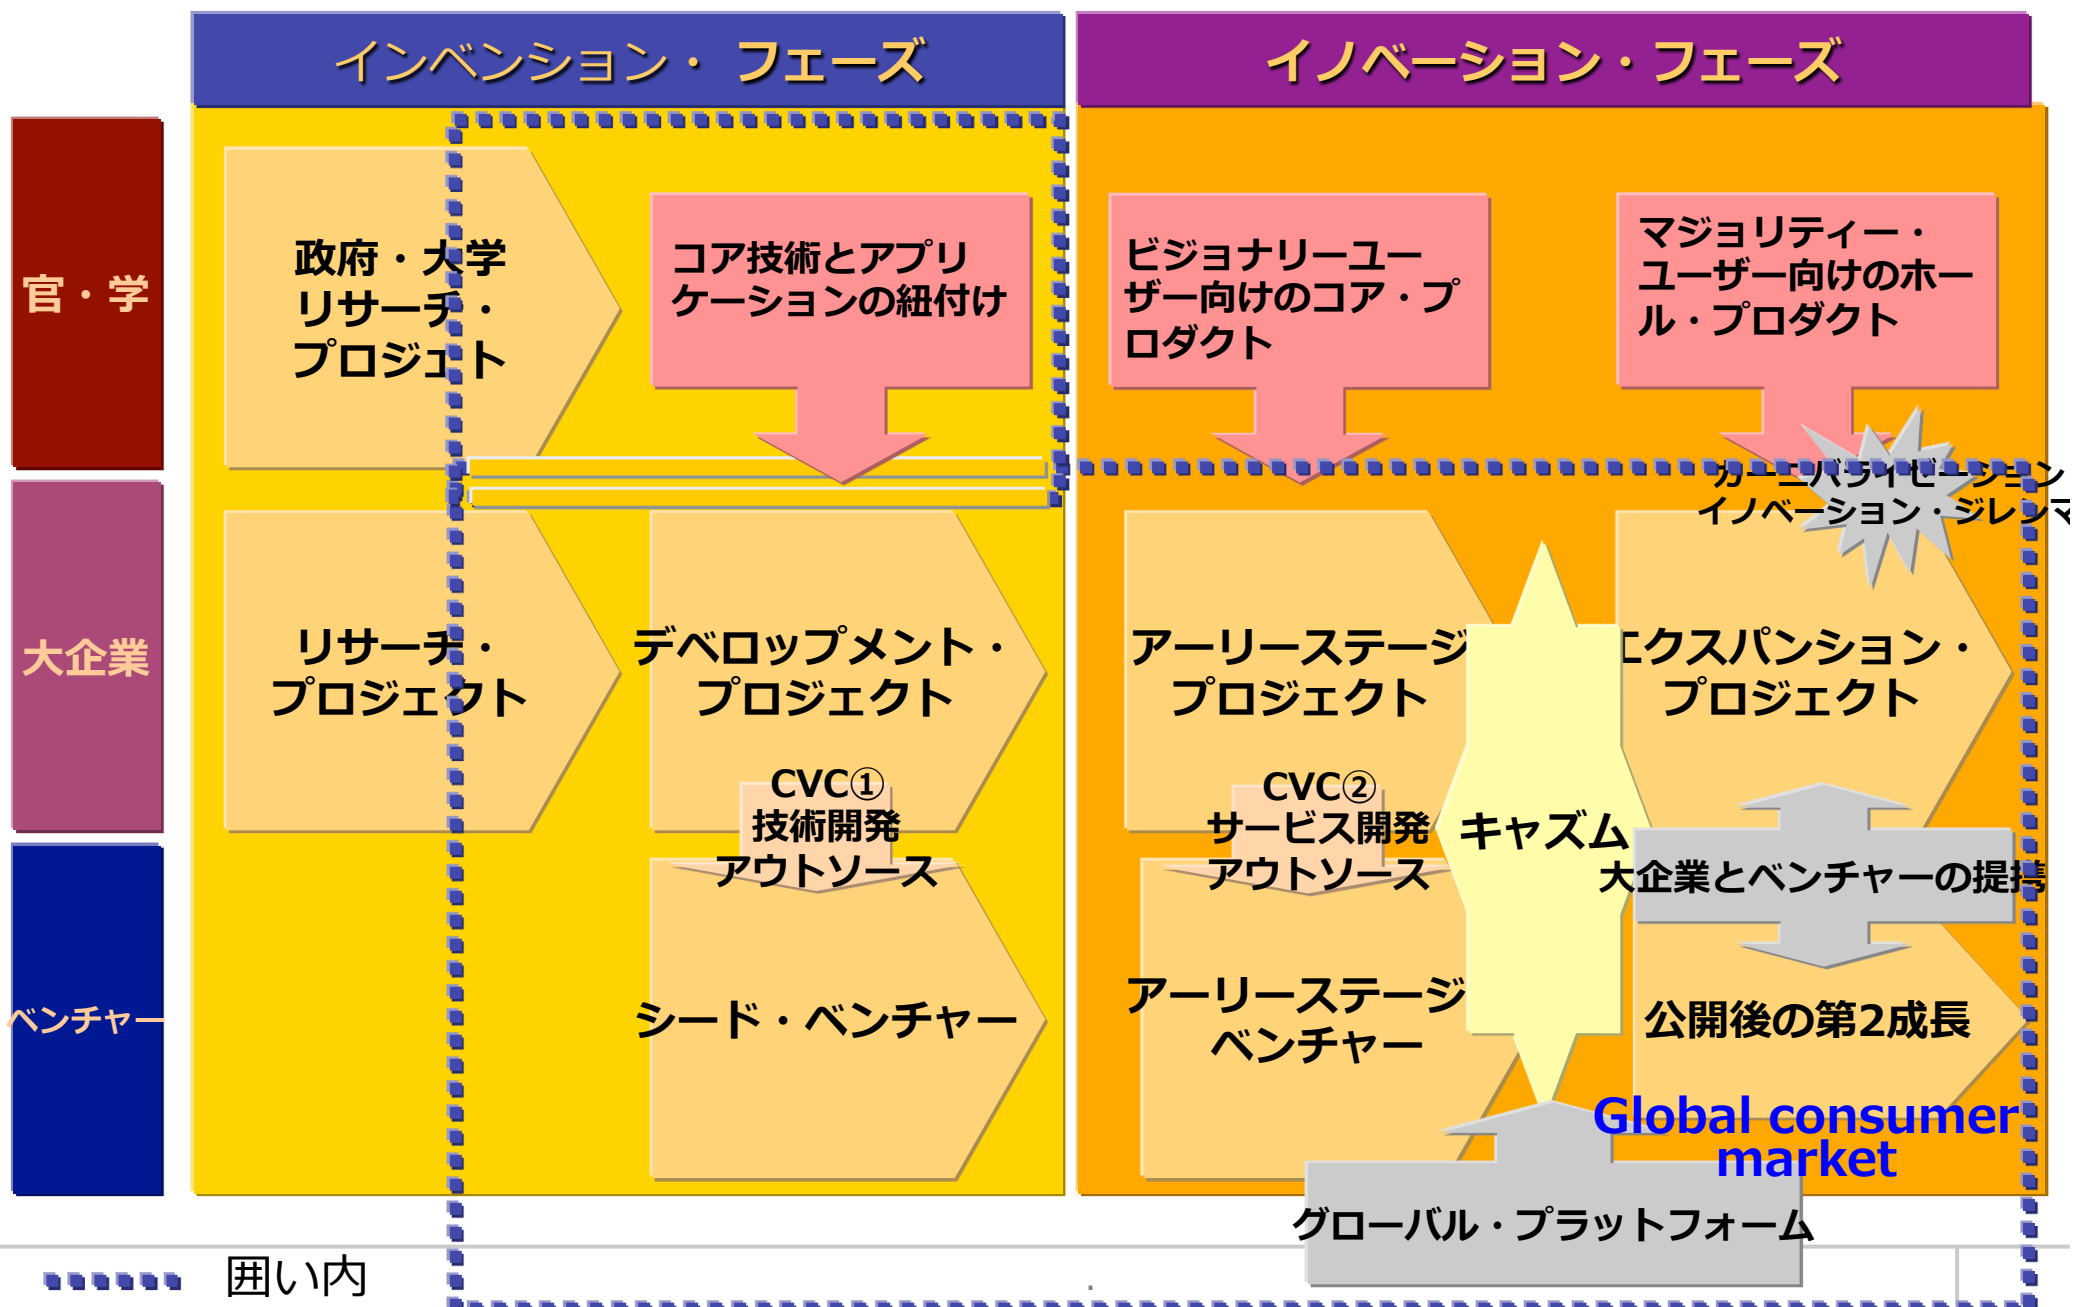 インベンション・ フェーズ
イノベーション・フェーズ
官・学
政府・大学
リサーチ・
プロジェト
コア技術とアプリ
ケーションの紐付け
ビジョナリーユー
ザー向けのコア・プ
ロダクト
マジョリティー・
ユーザー向けのホー
ル・プロダクト
カーニバライゼーション
イノベーション・ジレンマ
大企業
リサーチ・
プロジェクト
デベロップメント・
プロジェクト
アーリーステージ
プロジェクト
エクスパンション・
プロジェクト
CVC①
技術開発
アウトソース
CVC②
サービス開発
アウトソース
キャズム
大企業とベンチャーの提携
ベンチャー
シード・ベンチャー
アーリーステージ
ベンチャー
公開後の第2成長
Global consumer
market
グローバル・プラットフォーム
囲い内